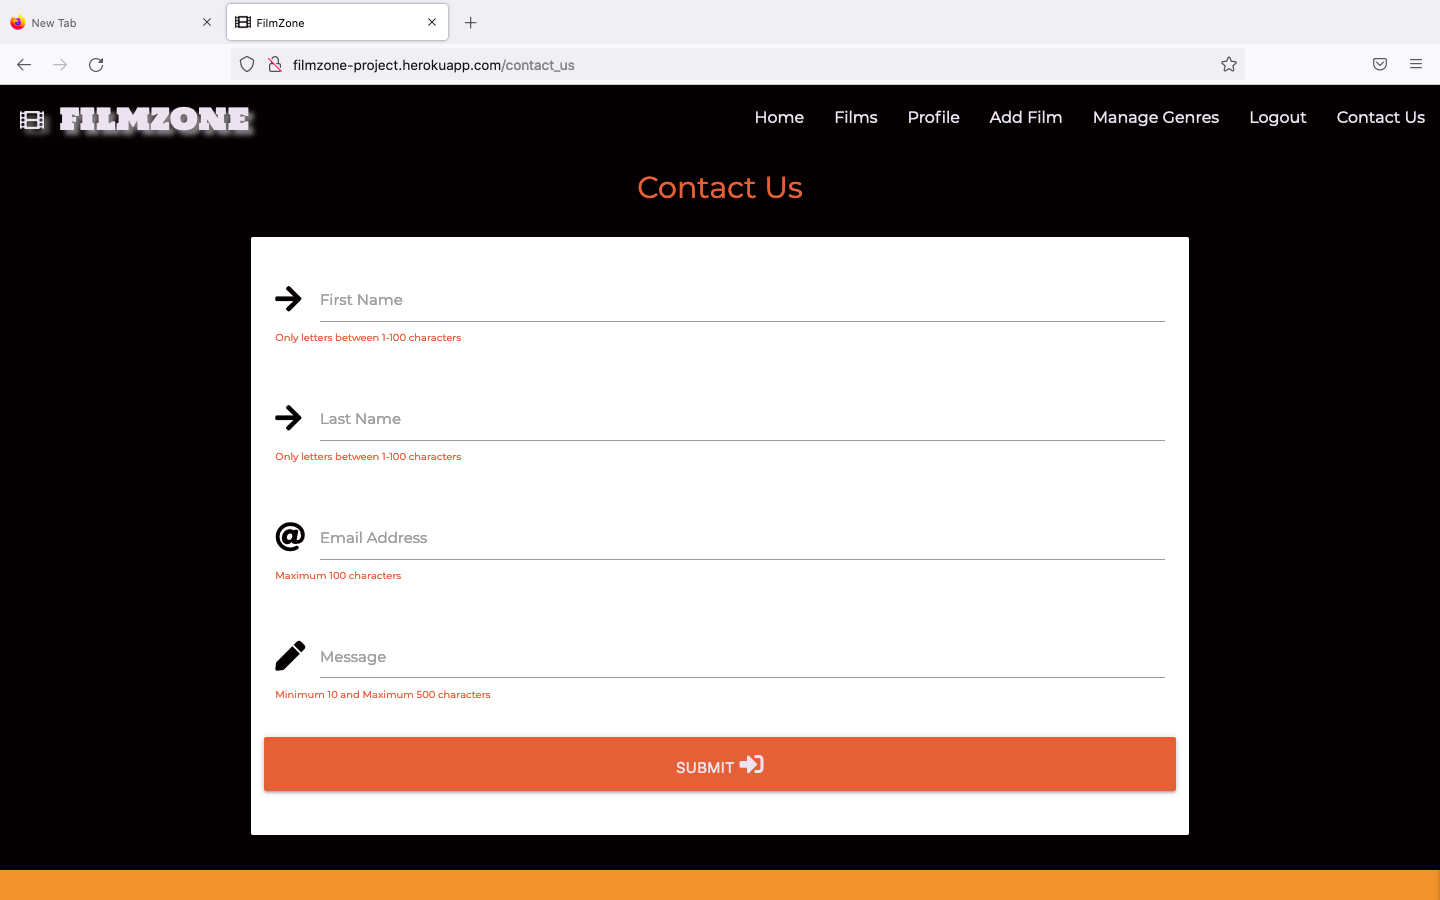 New Tab
FilmZone
filmzone-project.herokuapp.com/contact_us
FILMZONE
Home Films Profile Add Film Manage Genres Logout Contact Us
Contact Us
First Name
Only letters between 1-100 characters
Last Name
Only letters between 1-100 characters
@ Email Address
Maximum 100 characters
Message
Minimum 10 and Maximum 500 characters
SUBMIT